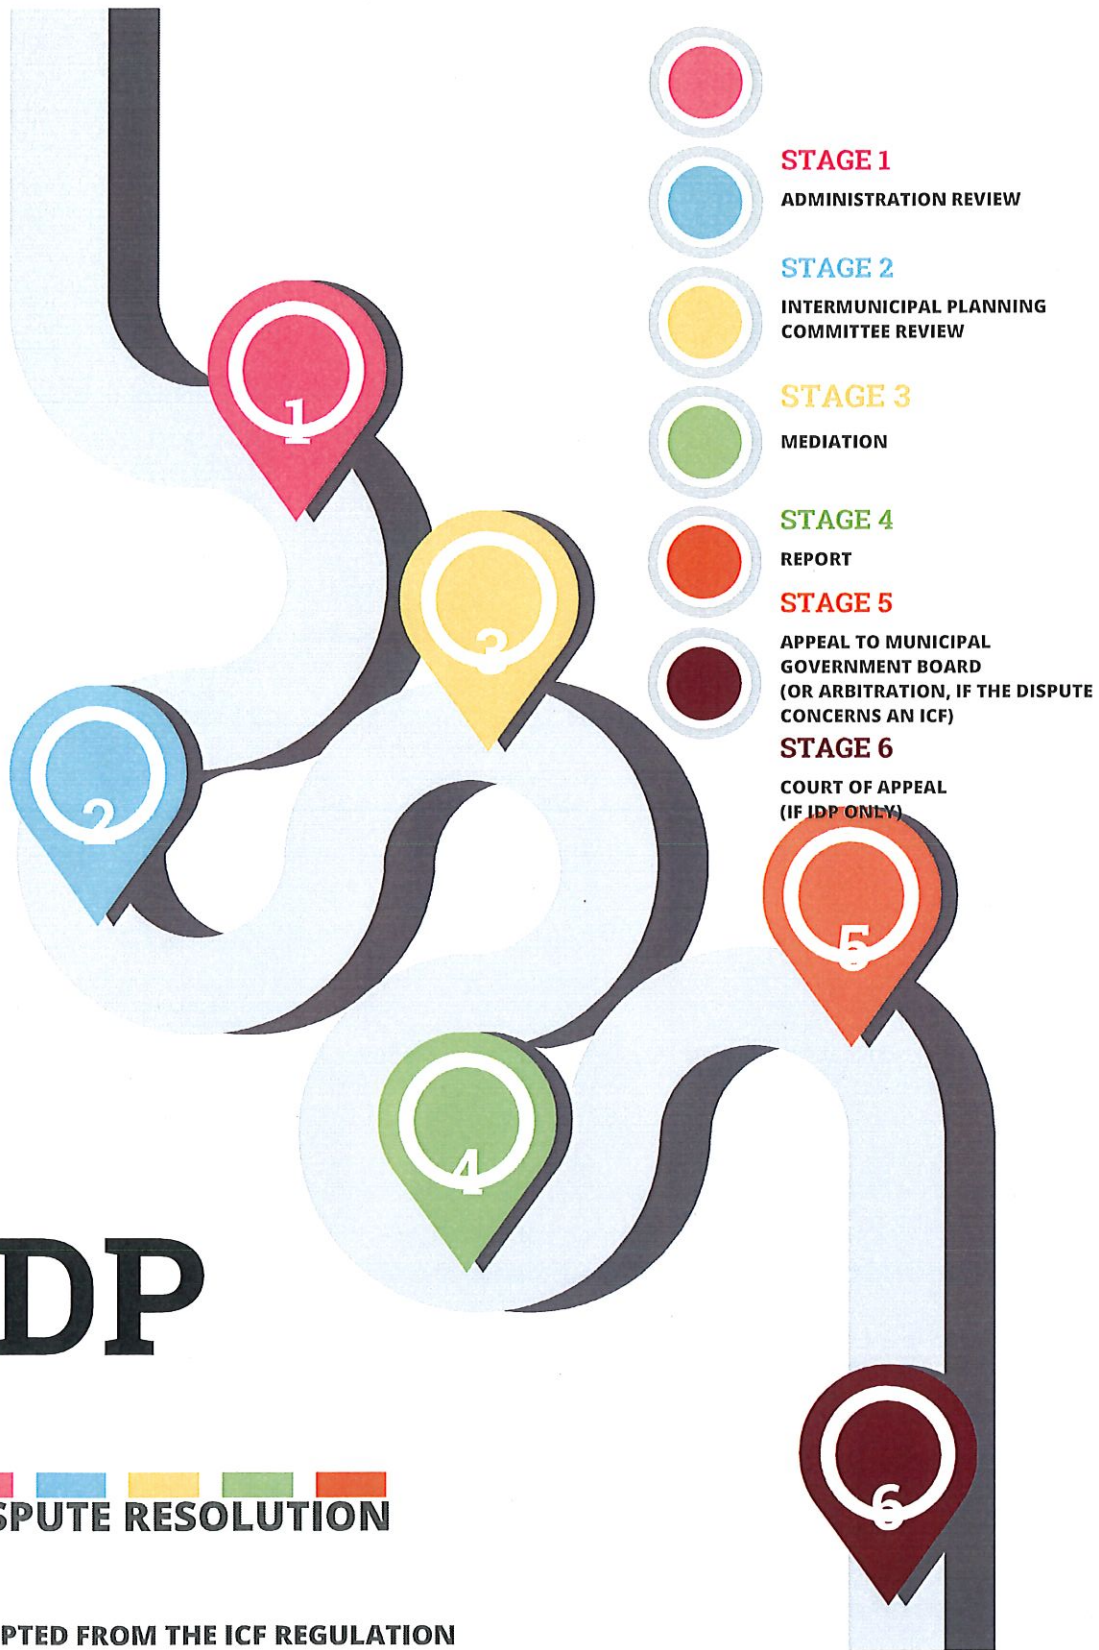 STAGE 1
ADMINISTRATION REVIEW
STAGE 2
INTERMUNICIPAL PLANNING
COMMITTEE REVIEW
STAGE 3
MEDIATION
STAGE 4
REPORT
STAGE 5
APPEAL TO MUNICIPAL
GOVERNMENT BOARD
(OR ARBITRATION, IF THE DISPUTE
CONCERNS AN ICF)
STAGE 6
COURT OF APPEAL
(IF IDP ONLY)
1
3
2
5
4
DP
6
SPUTE RESOLUTION
PTED FROM THE ICF REGULATION